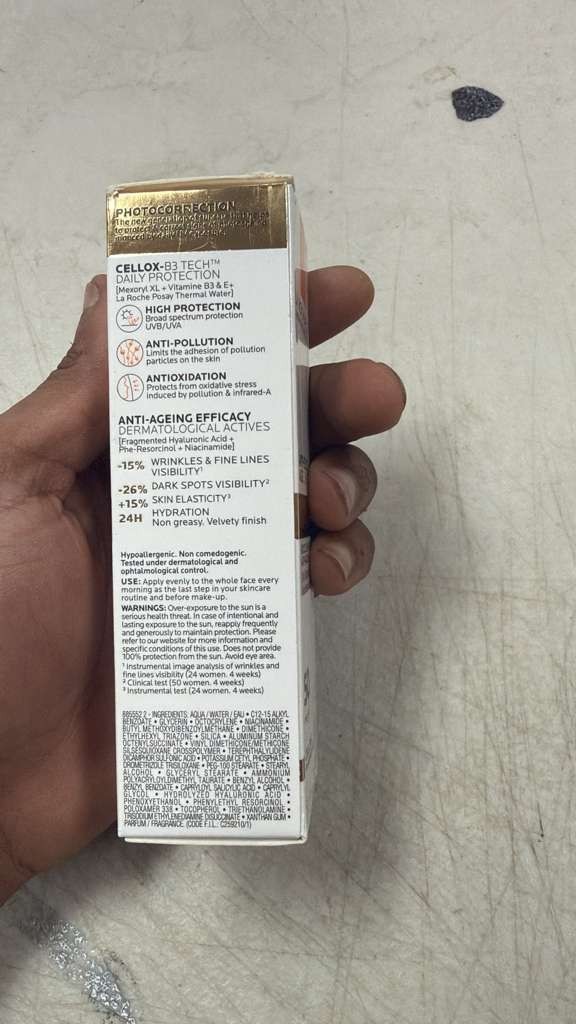 PHOTOCORRECTION
The new generation of
to protect
CELLOX-B3 TECH™
DAILY PROTECTION
[Mexoryl XL + Vitamine B3 & E+
La Roche Posay Thermal Water]
HIGH PROTECTION
Broad spectrum protection
UVB/UVA
ANTI-POLLUTION
Limits the adhesion of pollution
particles on the skin
ANTIOXIDATION
Protects from oxidative stress
induced by pollution & infrared-A
ANTI-AGEING EFFICACY
DERMATOLOGICAL ACTIVES
[Fragmented Hyaluronic Acid +
Phe-Resorcinol + Niacinamide]
-15% WRINKLES & FINE LINES
VISIBILITY¹
-26% DARK SPOTS VISIBILITY²
+15% SKIN ELASTICITY³
24H HYDRATION
Non greasy. Velvety finish
Hypoallergenic. Non comedogenic.
Tested under dermatological and
ophtalmological control.
USE: Apply evenly to the whole face every
morning as the last step in your skincare
routine and before make-up.
WARNINGS: Over-exposure to the sun is a
serious health threat. In case of intentional and
lasting exposure to the sun, reapply frequently
and generously to maintain protection. Please
refer to our website for more information and
specific conditions of this use. Does not provide
100% protection from the sun. Avoid eye area.
¹ Instrumental image analysis of wrinkles and
fine lines visibility (24 women. 4 weeks)
² Clinical test (50 women. 4 weeks)
³ Instrumental test (24 women. 4 weeks)
885552 2 - INGREDIENTS: AQUA / WATER / EAU • C12-15 ALKYL
BENZOATE • GLYCERIN • OCTOCRYLENE • NIACINAMIDE •
BUTYL METHOXYDIBENZOYLMETHANE • DIMETHICONE •
ETHYLHEXYL TRIAZONE • SILICA • ALUMINUM STARCH
OCTENYLSUCCINATE • VINYL DIMETHICONE/METHICONE
SILSESQUIOXANE CROSSPOLYMER • TEREPHTHALYLIDENE
DICAMPHOR SULFONIC ACID • POTASSIUM CETYL PHOSPHATE •
DROMETRIZOLE TRISILOXANE • PEG-100 STEARATE • STEARYL
ALCOHOL • GLYCERYL STEARATE • AMMONIUM
POLYACRYLOYLDIMETHYL TAURATE • BENZYL ALCOHOL •
BENZYL BENZOATE • CAPRYLOYL SALICYLIC ACID • CAPRYLYL
GLYCOL • HYDROLYZED HYALURONIC ACID •
PHENOXYETHANOL • PHENYLETHYL RESORCINOL •
POLOXAMER 338 • TOCOPHEROL • TRIETHANOLAMINE •
TRISODIUM ETHYLENEDIAMINE DISUCCINATE • XANTHAN GUM •
PARFUM / FRAGRANCE. (CODE F.I.L.: C259210/1)